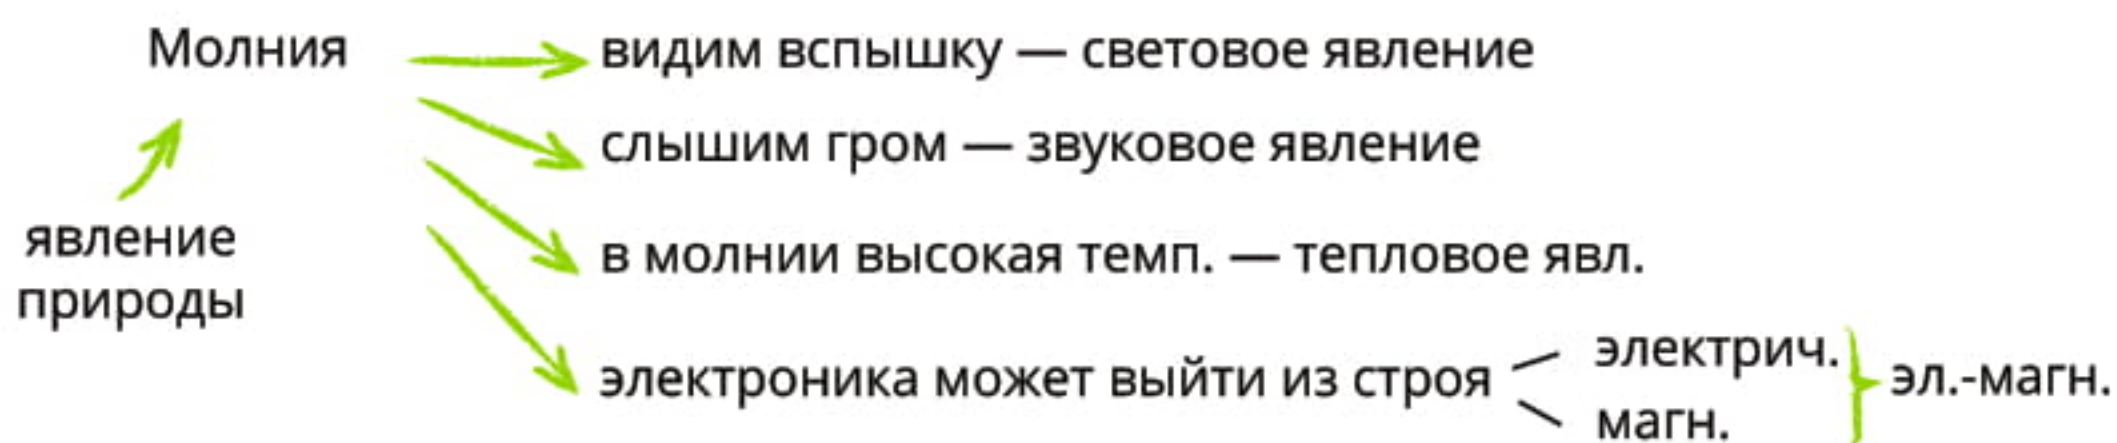 Молния
видим вспышку — световое явление
слышим гром — звуковое явление
явление
природы
в молнии высокая темп. — тепловое явл.
электроника может выйти из строя
электрич.
магн.
эл.-магн.